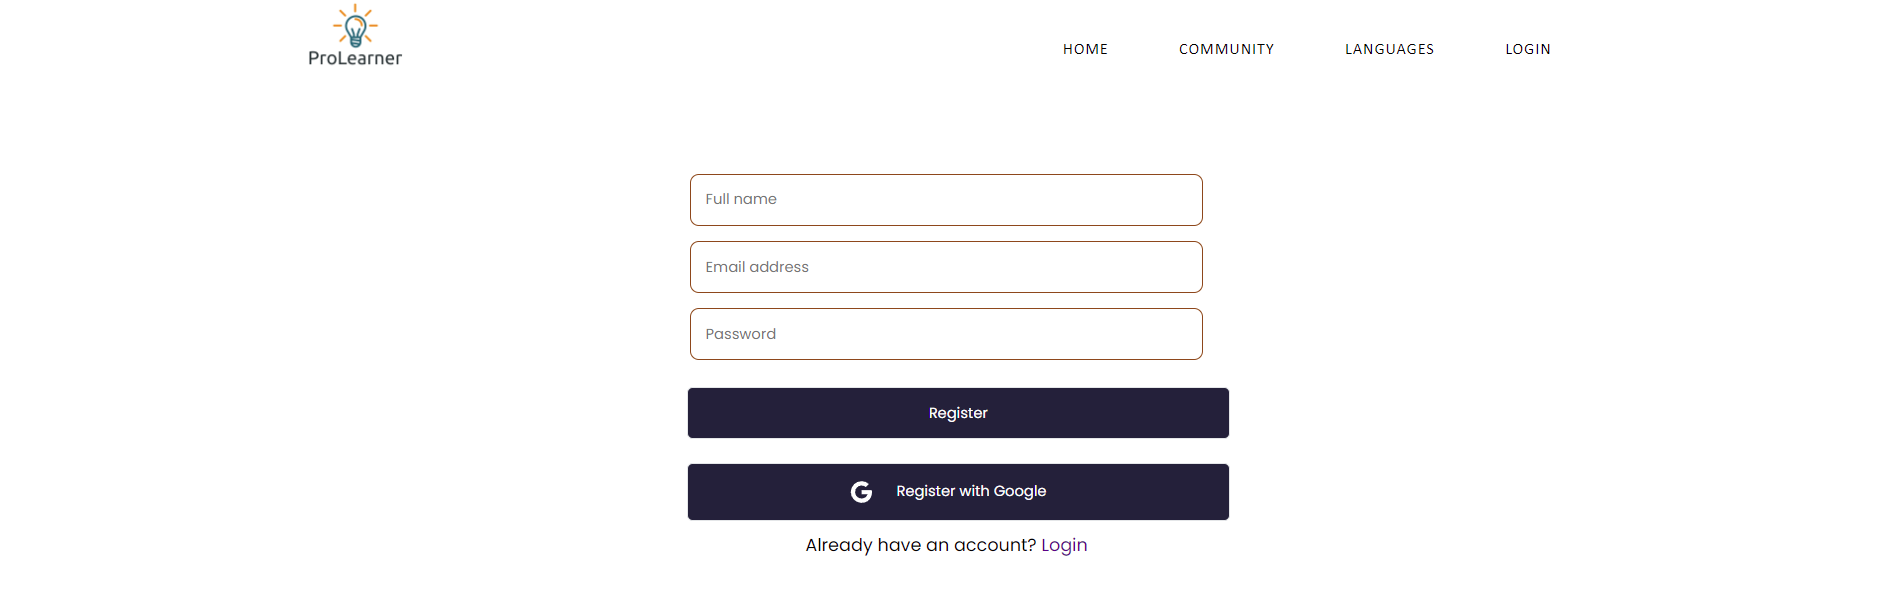 ProLearner
HOME COMMUNITY LANGUAGES LOGIN
Full name
Email address
Password
Register
Register with Google
Already have an account? Login